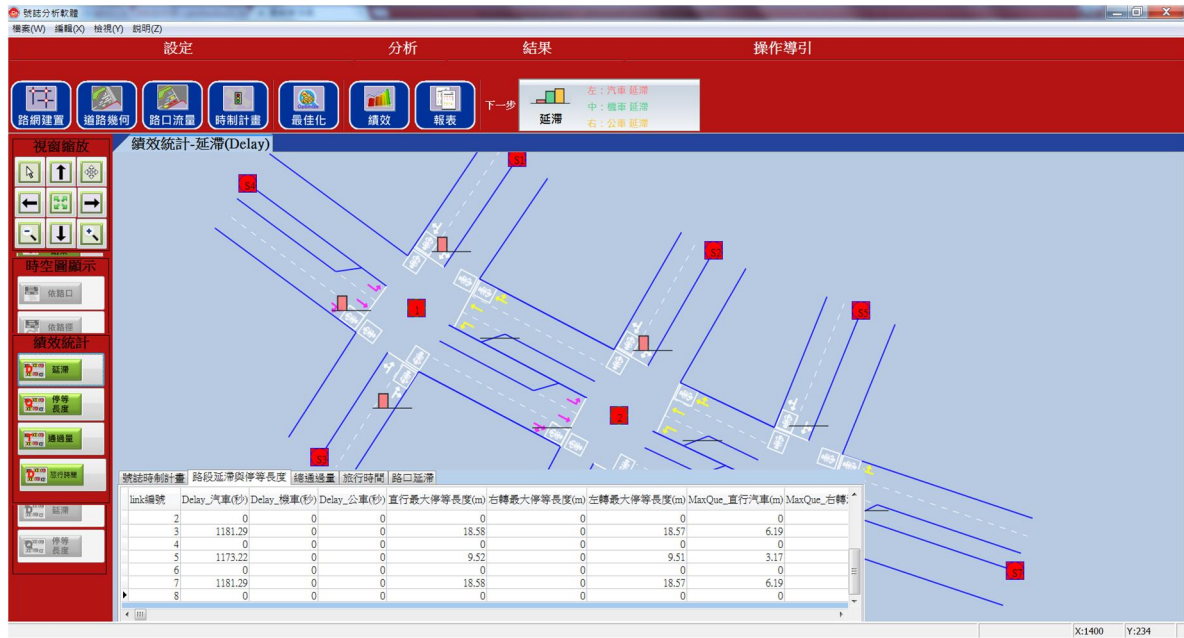 號誌分析軟體
檔案(W) 編輯(X) 檢視(Y) 說明(Z)
設定 分析 結果 操作導引
路網建置 道路幾何 路口流量 時制計畫 最佳化 績效 報表 下一步 延滯
左：汽車 延滯
中：機車 延滯
右：公車 延滯
視窗縮放
績效統計-延滯(Delay)
時空圖顯示
依路口
依路徑
績效統計
延滯
停等長度
通過量
旅行時間
延滯
停等長度
S1
S4
S2
S5
1
2
S3
S7
號誌時制計畫 路段延滯與停等長度 總通過量 旅行時間 路口延滯
link編號 Delay_汽車(秒) Delay_機車(秒) Delay_公車(秒) 直行最大停等長度(m) 右轉最大停等長度(m) 左轉最大停等長度(m) MaxQue_直行汽車(m) MaxQue_右轉
2 0 0 0 0 0 0 0
3 1181.29 0 0 18.58 0 18.57 6.19
4 0 0 0 0 0 0 0
5 1173.22 0 0 9.52 0 9.51 3.17
6 0 0 0 0 0 0 0
7 1181.29 0 0 18.58 0 18.57 6.19
8 0 0 0 0 0 0 0
X:1400 Y:234